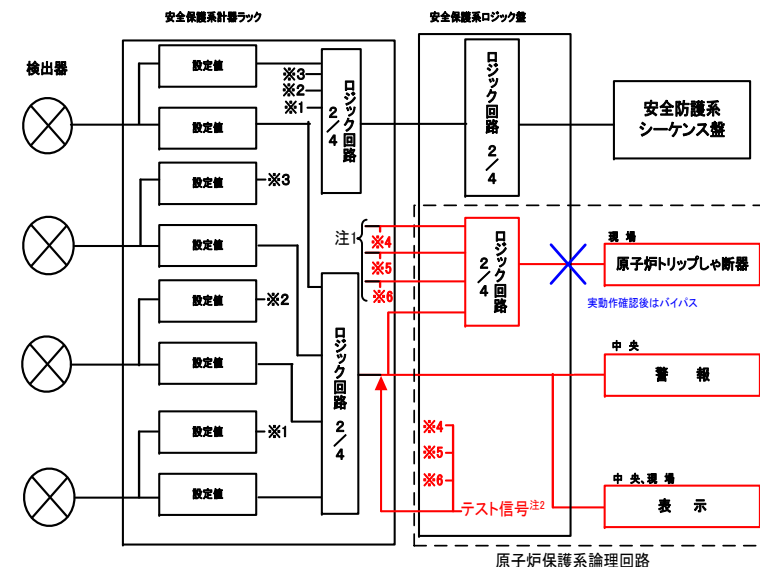 安全保護系計器ラック
安全保護系ロジック盤
検出器
設定値
※3
※2
※1
ロジック回路 2/4
ロジック回路 2/4
安全防護系
シーケンス盤
設定値
設定値
※3
設定値
注1
※4
※5
※6
ロジック回路 2/4
現場
原子炉トリップしゃ断器
実動作確認後はバイパス
設定値
※2
設定値
ロジック回路 2/4
中央
警 報
設定値
※1
設定値
※4
※5
※6
テスト信号注2
中央、現場
表 示
原子炉保護系論理回路